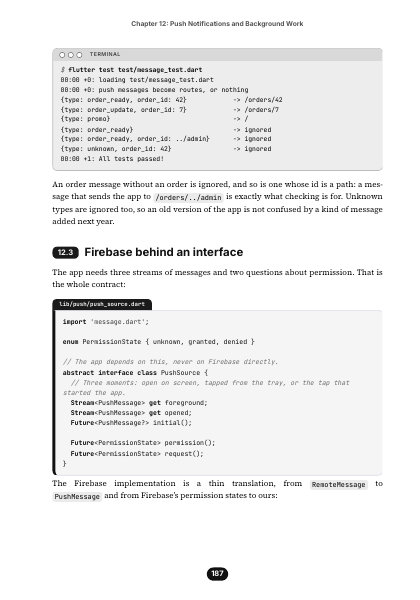 Chapter 12: Push Notifications and Background Work
TERMINAL
$ flutter test test/message_test.dart
00:00 +0: loading test/message_test.dart
00:00 +0: push messages become routes, or nothing
{type: order_ready, order_id: 42} -> /orders/42
{type: order_update, order_id: 7} -> /orders/7
{type: promo} -> /
{type: order_ready} -> ignored
{type: order_ready, order_id: ../admin} -> ignored
{type: unknown, order_id: 42} -> ignored
00:00 +1: All tests passed!
An order message without an order is ignored, and so is one whose id is a path: a mes-
sage that sends the app to /orders/../admin is exactly what checking is for. Unknown
types are ignored too, so an old version of the app is not confused by a kind of message
added next year.
12.3 Firebase behind an interface
The app needs three streams of messages and two questions about permission. That is
the whole contract:
lib/push/push_source.dart
import 'message.dart';
enum PermissionState { unknown, granted, denied }
// The app depends on this, never on Firebase directly.
abstract interface class PushSource {
// Three moments: open on screen, tapped from the tray, or the tap that
started the app.
Stream<PushMessage> get foreground;
Stream<PushMessage> get opened;
Future<PushMessage?> initial();
Future<PermissionState> permission();
Future<PermissionState> request();
}
The Firebase implementation is a thin translation, from RemoteMessage to
PushMessage and from Firebase's permission states to ours:
187